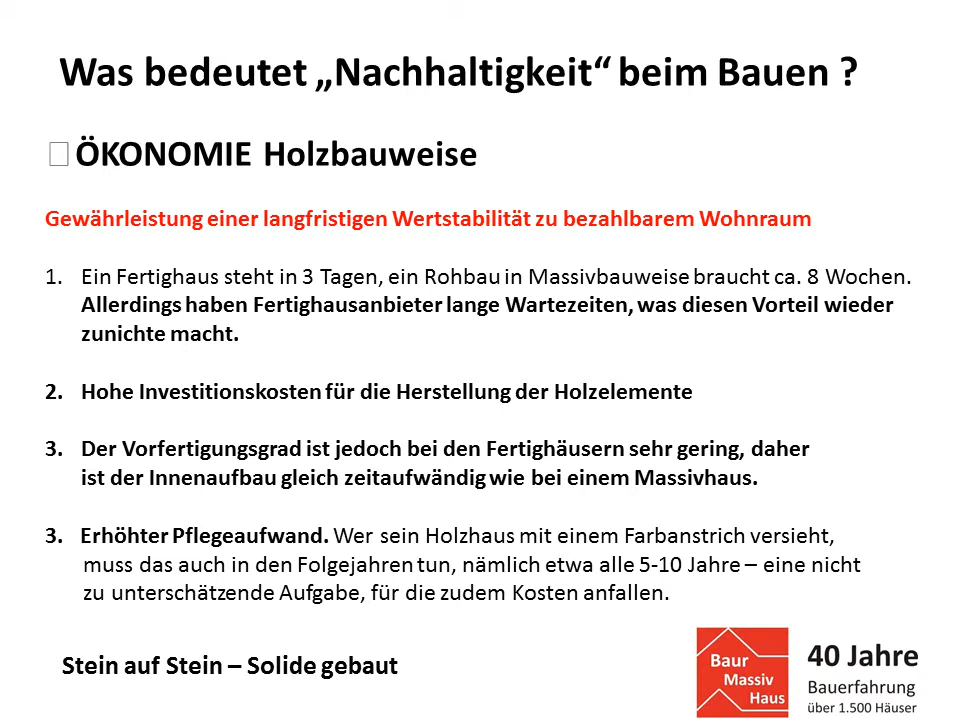 Was bedeutet „Nachhaltigkeit“ beim Bauen ?
ÖKONOMIE Holzbauweise
Gewährleistung einer langfristigen Wertstabilität zu bezahlbarem Wohnraum
1. Ein Fertighaus steht in 3 Tagen, ein Rohbau in Massivbauweise braucht ca. 8 Wochen.
Allerdings haben Fertighausanbieter lange Wartezeiten, was diesen Vorteil wieder
zunichte macht.
2. Hohe Investitionskosten für die Herstellung der Holzelemente
3. Der Vorfertigungsgrad ist jedoch bei den Fertighäusern sehr gering, daher
ist der Innenaufbau gleich zeitaufwändig wie bei einem Massivhaus.
3. Erhöhter Pflegeaufwand. Wer sein Holzhaus mit einem Farbanstrich versieht,
muss das auch in den Folgejahren tun, nämlich etwa alle 5-10 Jahre – eine nicht
zu unterschätzende Aufgabe, für die zudem Kosten anfallen.
Stein auf Stein – Solide gebaut
Baur
Massiv
Haus
40 Jahre
Bauerfahrung
über 1.500 Häuser